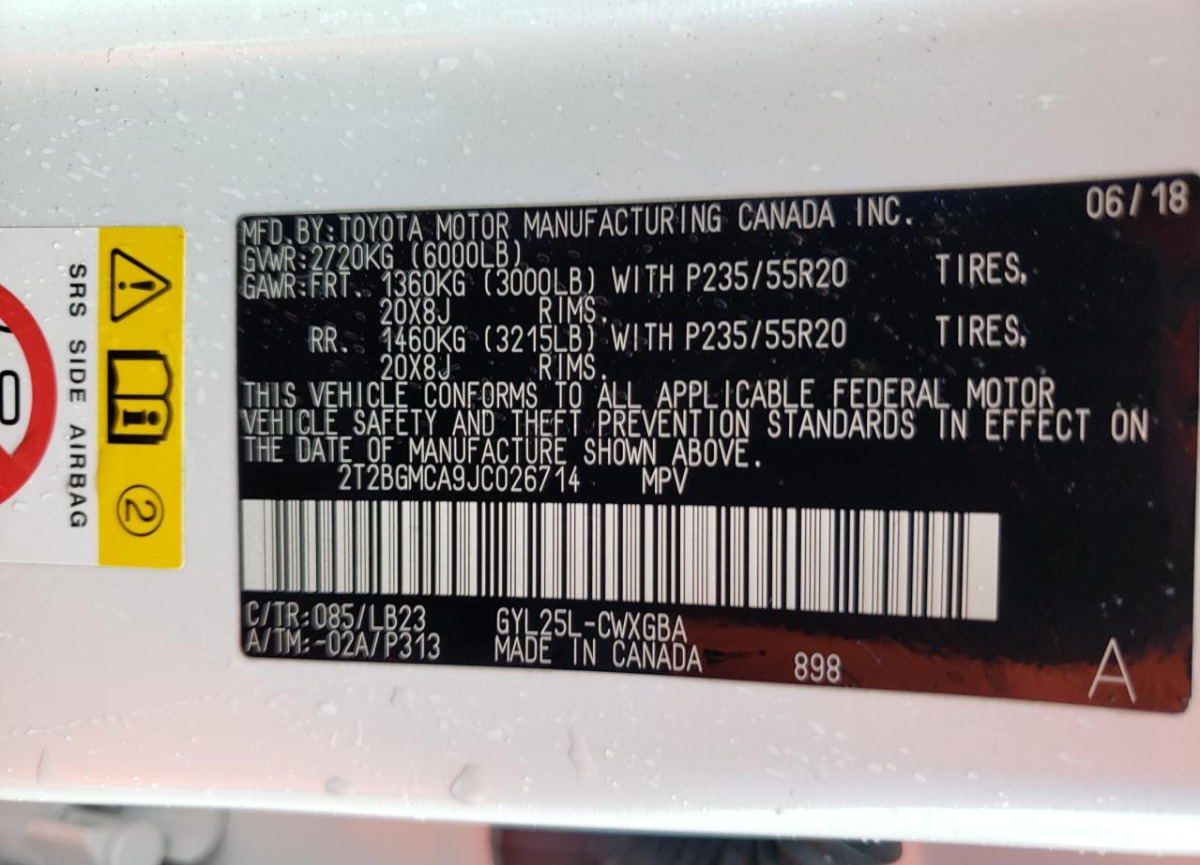 MFD. BY: TOYOTA MOTOR MANUFACTURING CANADA INC. 06/18
GVWR: 2720KG (6000LB)
GAWR: FRT. 1360KG (3000LB) WITH P235/55R20 TIRES,
20X8J RIMS.
RR. 1460KG (3215LB) WITH P235/55R20 TIRES,
20X8J RIMS.
THIS VEHICLE CONFORMS TO ALL APPLICABLE FEDERAL MOTOR
VEHICLE SAFETY AND THEFT PREVENTION STANDARDS IN EFFECT ON
THE DATE OF MANUFACTURE SHOWN ABOVE.
2T2BGMCA9JC026714 MPV
C/TR: 085/LB23 GYL25L-CWXGBA
A/TM: -02A/P313 MADE IN CANADA 898 A
SRS SIDE AIRBAG
2